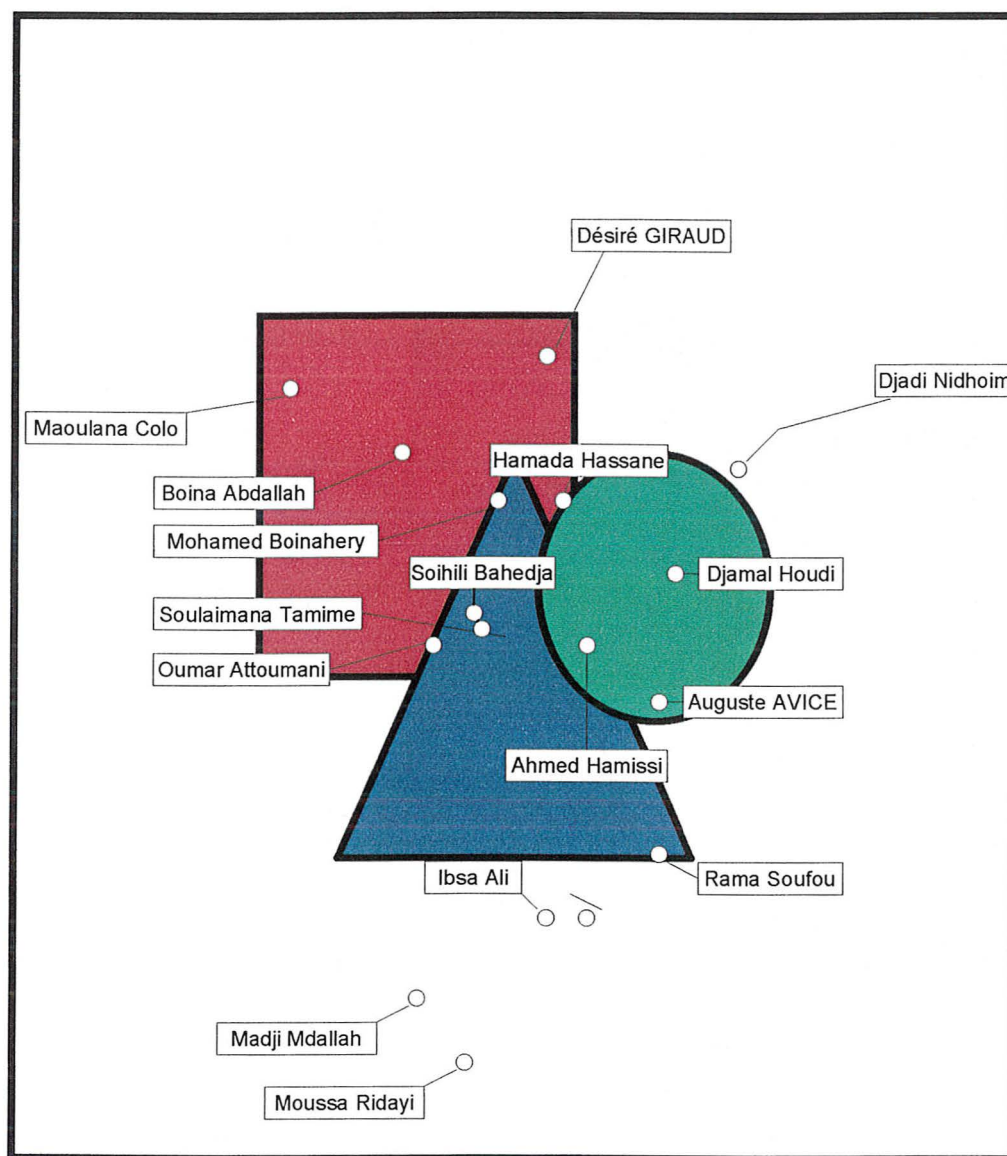 Désiré GIRAUD
Djadi Nidhoim
Maoulana Colo
Hamada Hassane
Boina Abdallah
Mohamed Boinahery
Soihili Bahedja
Djamal Houdi
Soulaimana Tamime
Oumar Attoumani
Auguste AVICE
Ahmed Hamissi
Ibsa Ali
Rama Soufou
Madji Mdallah
Moussa Ridayi